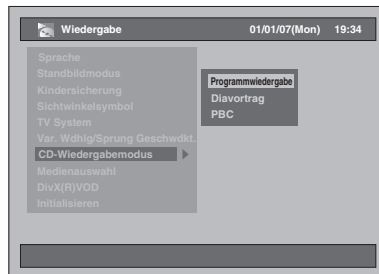 Wiedergabe 01/01/07(Mon) 19:34
Sprache
Standbildmodus
Kindersicherung
Sichtwinkelsymbol
TV System
Var. Wdhlg/Sprung Geschwdkt.
CD-Wiedergabemodus
Medienauswahl
DivX(R)VOD
Initialisieren
Programmwiedergabe
Diavortrag
PBC